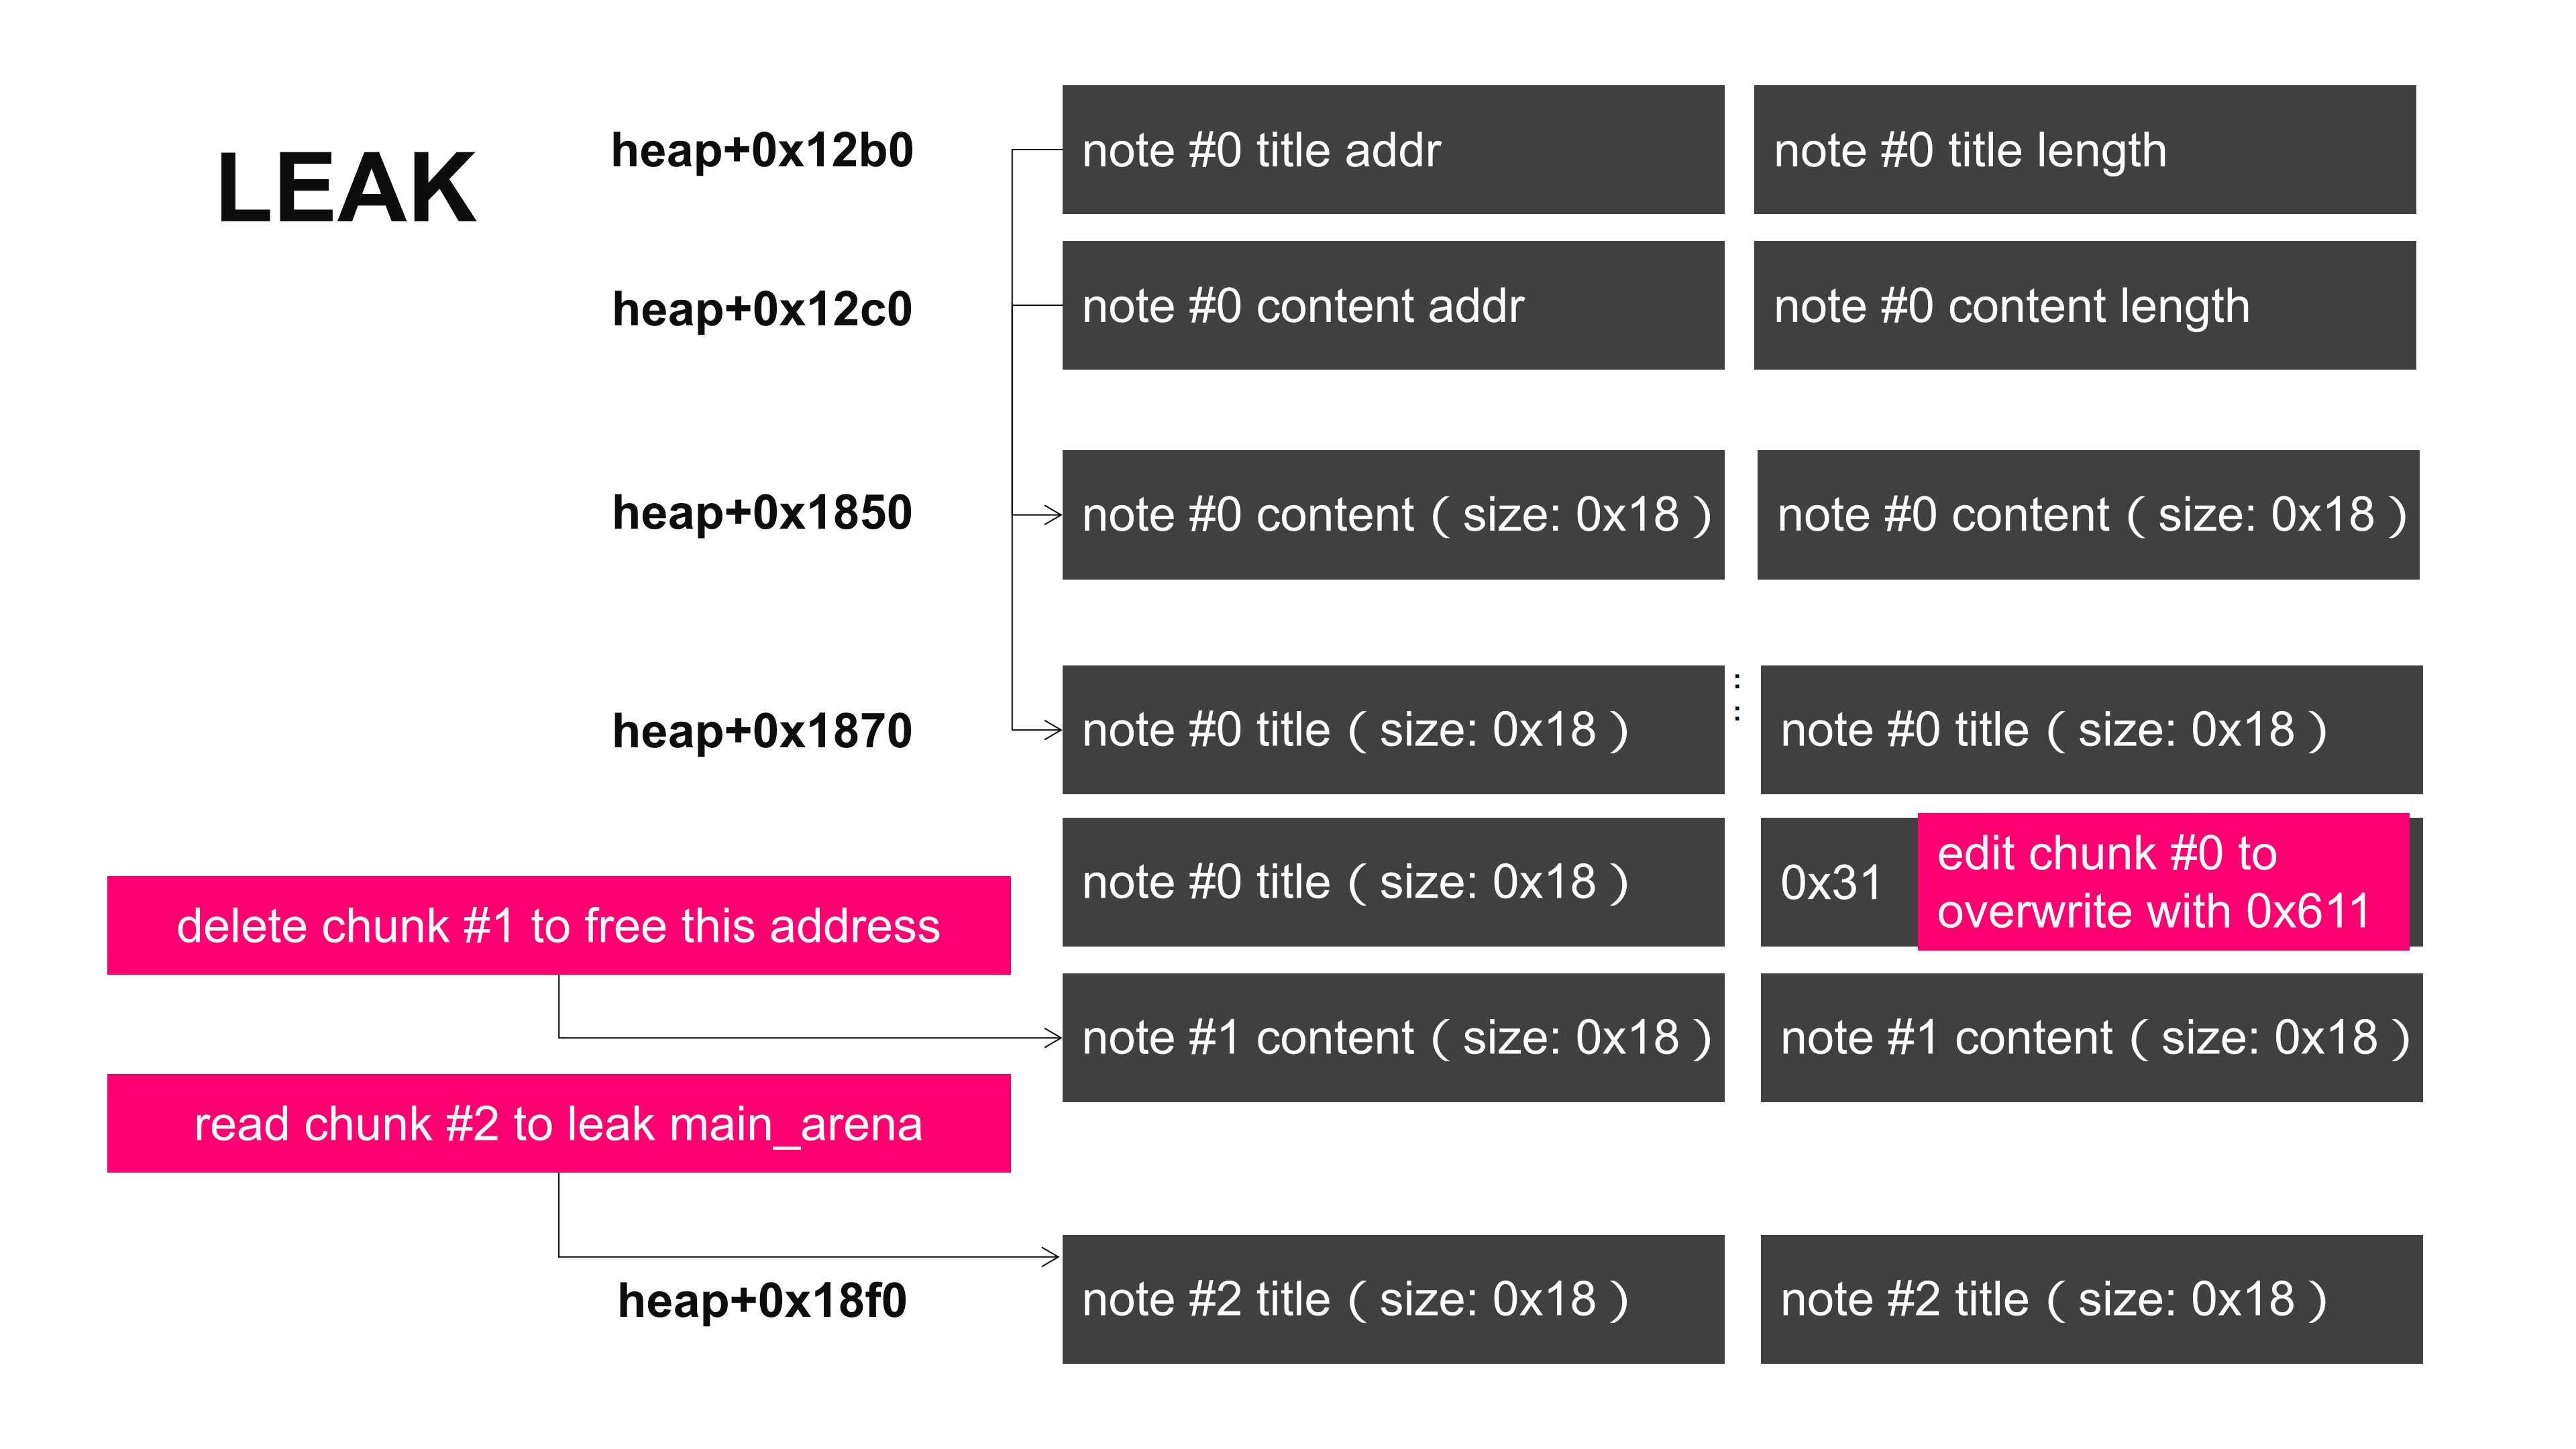 LEAK
heap+0x12b0
note #0 title addr
note #0 title length
heap+0x12c0
note #0 content addr
note #0 content length
heap+0x1850
note #0 content（size: 0x18）
note #0 content（size: 0x18）
heap+0x1870
note #0 title（size: 0x18）
note #0 title（size: 0x18）
note #0 title（size: 0x18）
0x31
edit chunk #0 to
overwrite with 0x611
delete chunk #1 to free this address
note #1 content（size: 0x18）
note #1 content（size: 0x18）
read chunk #2 to leak main_arena
heap+0x18f0
note #2 title（size: 0x18）
note #2 title（size: 0x18）